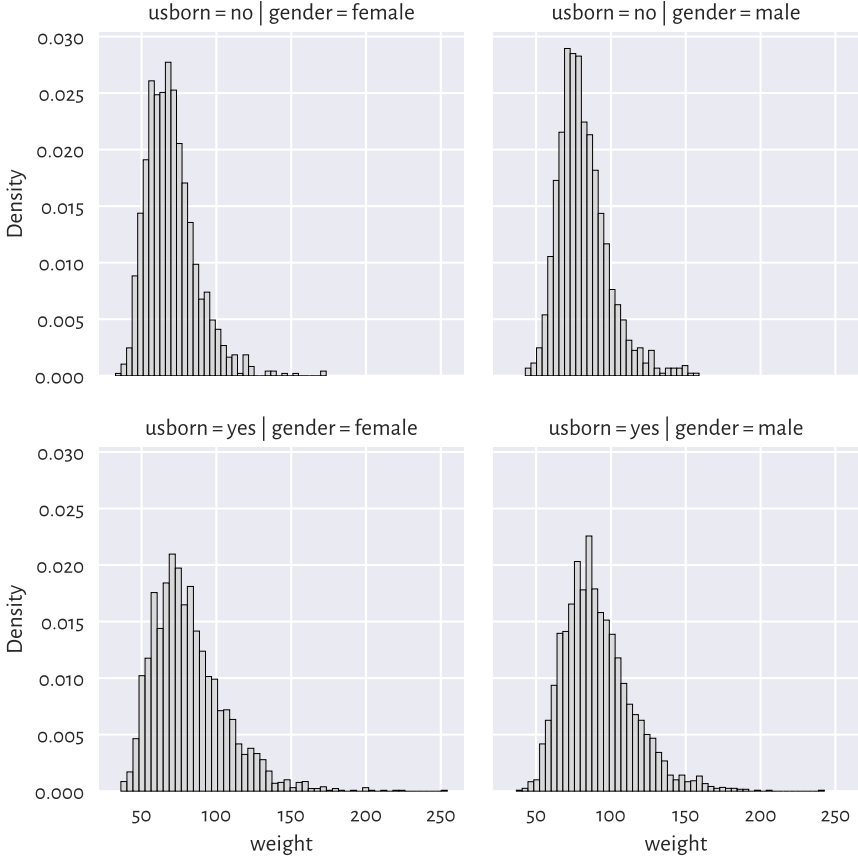 usborn = no | gender = female
usborn = no | gender = male
0.030
0.025
0.020
0.015
0.010
0.005
0.000
Density
usborn = yes | gender = female
usborn = yes | gender = male
0.030
0.025
0.020
0.015
0.010
0.005
0.000
Density
50 100 150 200 250
50 100 150 200 250
weight
weight